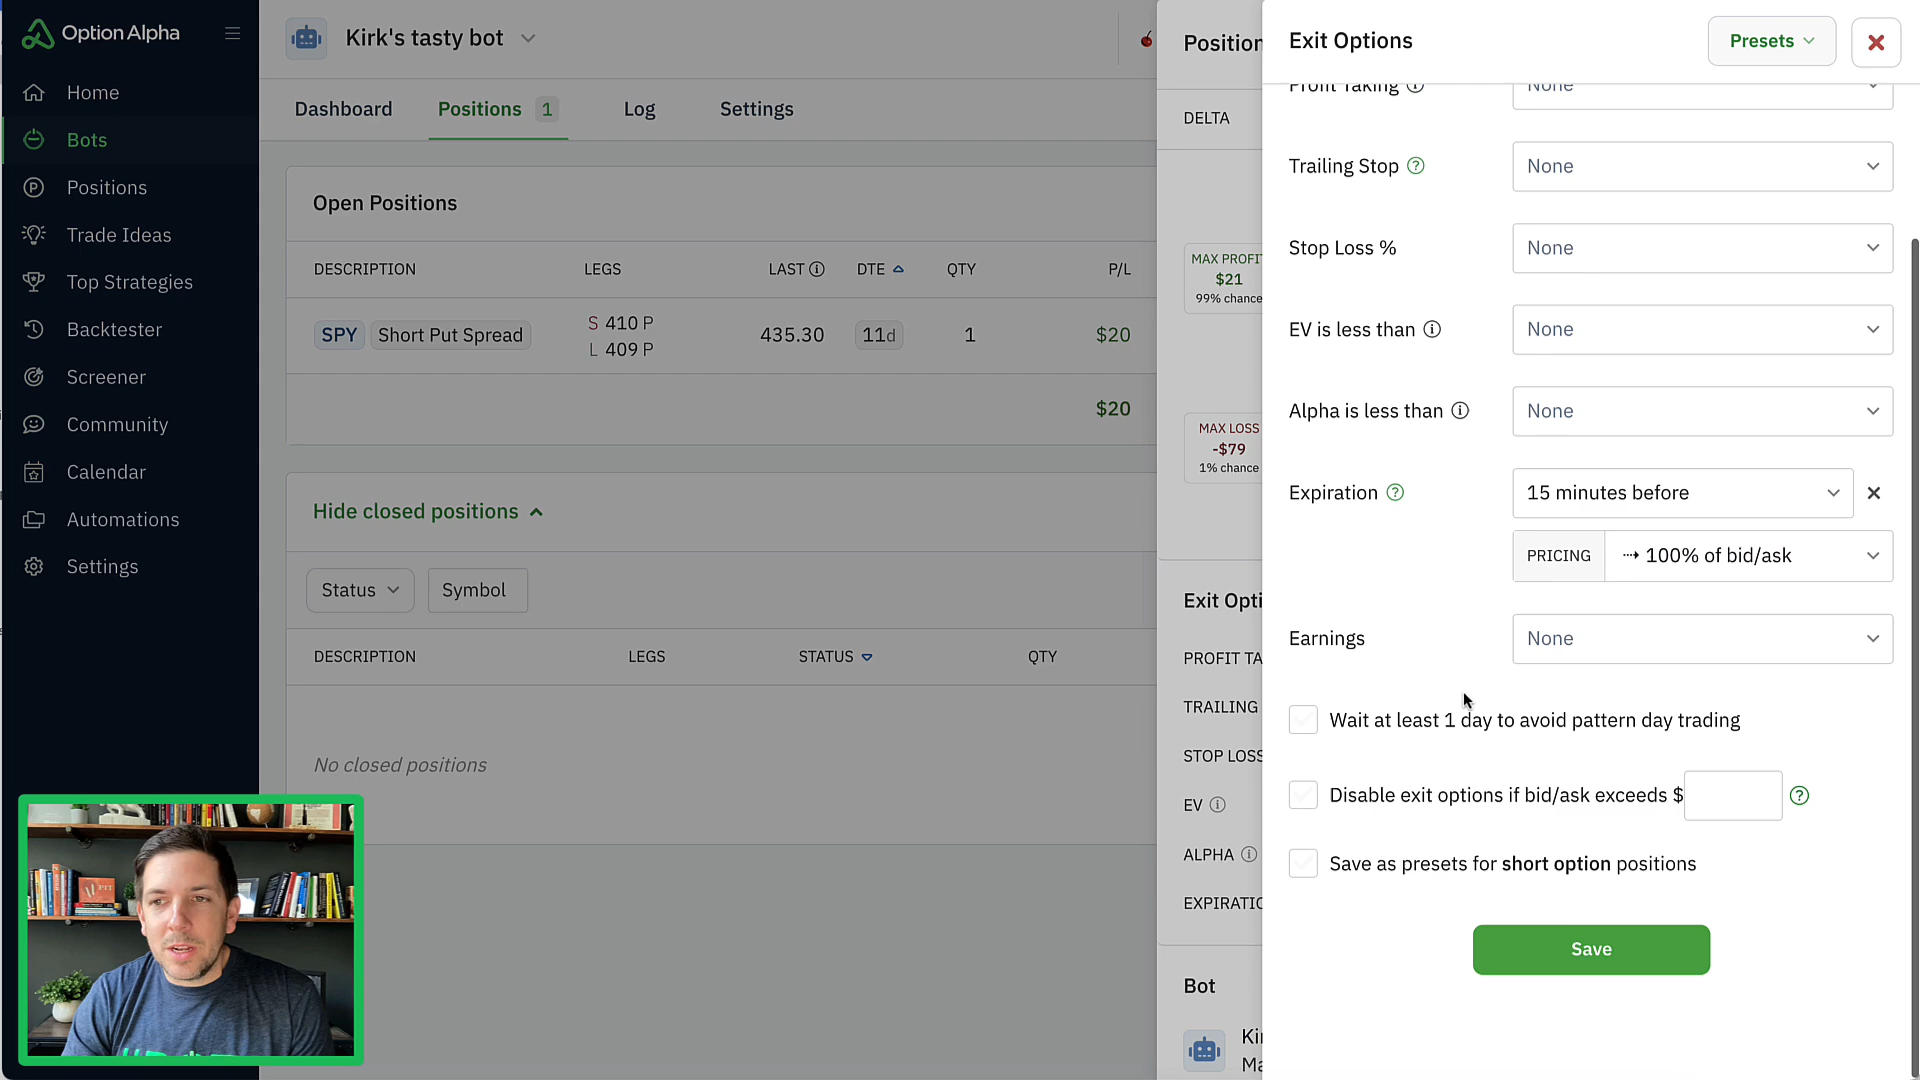 Option Alpha
Home
Bots
Positions
Trade Ideas
Top Strategies
Backtester
Screener
Community
Calendar
Automations
Settings
Kirk's tasty bot
Dashboard Positions 1 Log Settings
Open Positions
DESCRIPTION LEGS LAST DTE QTY P/L
SPY Short Put Spread S 410 P 435.30 11d 1 $20
L 409 P
$20
Hide closed positions
Status Symbol
DESCRIPTION LEGS STATUS QTY
No closed positions
Position
DELTA
MAX PROFIT
$21
99% chance
MAX LOSS
-$79
1% chance
Exit Opti
PROFIT TA
TRAILING
STOP LOSS
EV
ALPHA
EXPIRATIO
Bot
Ki
Ma
Exit Options Presets
Profit Taking None
Trailing Stop None
Stop Loss % None
EV is less than None
Alpha is less than None
Expiration 15 minutes before
PRICING 100% of bid/ask
Earnings None
Wait at least 1 day to avoid pattern day trading
Disable exit options if bid/ask exceeds $
Save as presets for short option positions
Save